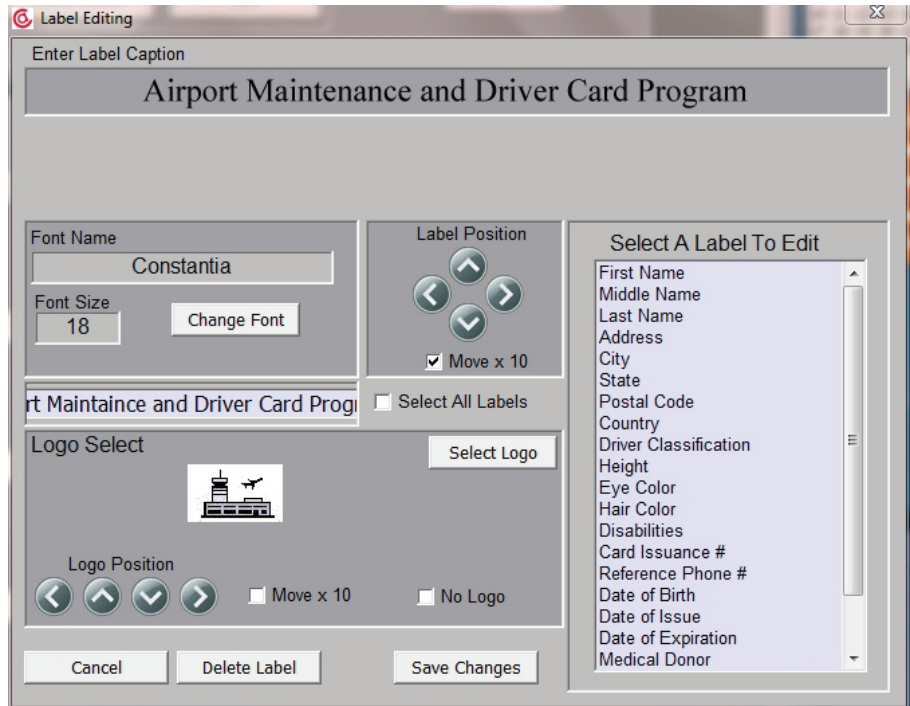 Label Editing
Enter Label Caption
Airport Maintenance and Driver Card Program
Font Name
Constantia
Font Size
18
Change Font
Label Position
Move x 10
rt Maintaince and Driver Card Progr
Select All Labels
Logo Select
Select Logo
Logo Position
Move x 10
No Logo
Cancel
Delete Label
Save Changes
Select A Label To Edit
First Name
Middle Name
Last Name
Address
City
State
Postal Code
Country
Driver Classification
Height
Eye Color
Hair Color
Disabilities
Card Issuance #
Reference Phone #
Date of Birth
Date of Issue
Date of Expiration
Medical Donor